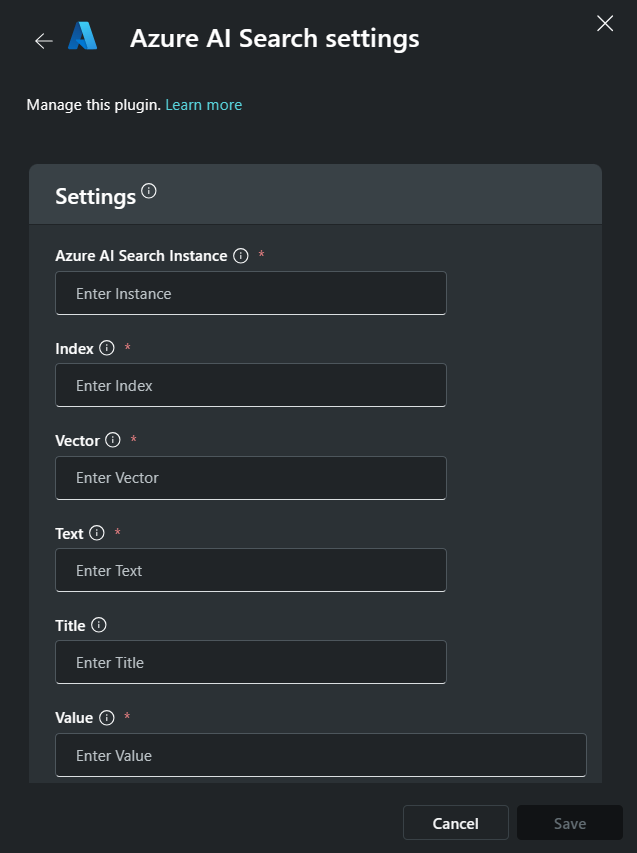 Azure AI Search settings
Manage this plugin. Learn more
Settings
Azure AI Search Instance *
Enter Instance
Index *
Enter Index
Vector *
Enter Vector
Text *
Enter Text
Title
Enter Title
Value *
Enter Value
Cancel
Save